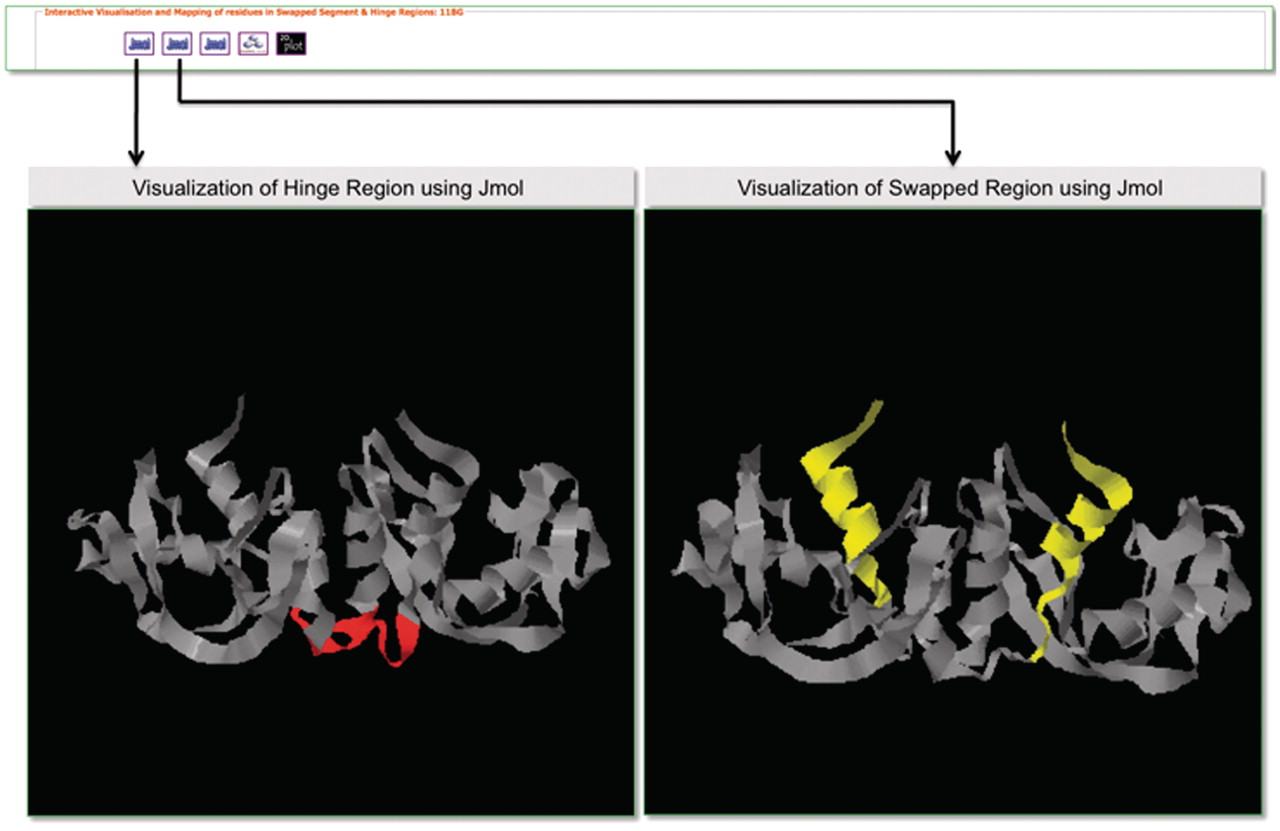 Interactive Visualisation and Mapping of residues in Swapped Segment & Hinge Regions: 118G
Jmol Jmol Jmol
2D plot
Visualization of Hinge Region using Jmol
Visualization of Swapped Region using Jmol